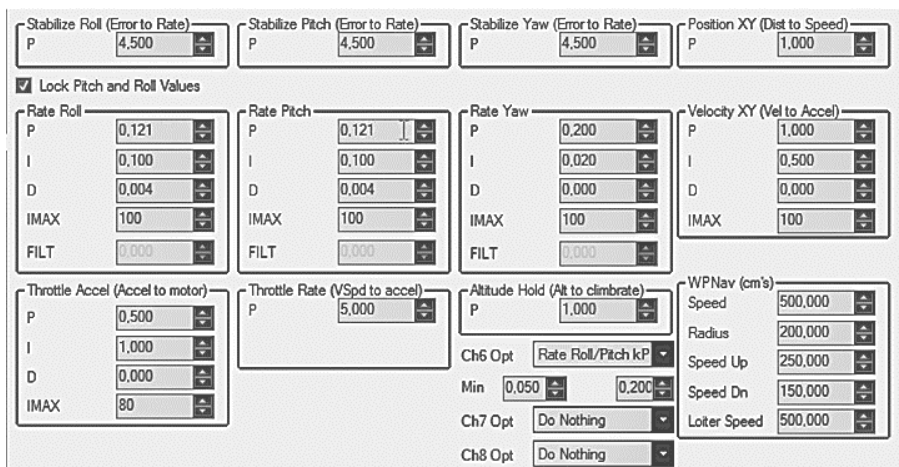 Stabilize Roll (Error to Rate)
P 4,500
Stabilize Pitch (Error to Rate)
P 4,500
Stabilize Yaw (Error to Rate)
P 4,500
Position XY (Dist to Speed)
P 1,000
Lock Pitch and Roll Values
Rate Roll
P 0,121
I 0,100
D 0,004
IMAX 100
FILT 0,000
Rate Pitch
P 0,121
I 0,100
D 0,004
IMAX 100
FILT 0,000
Rate Yaw
P 0,200
I 0,020
D 0,000
IMAX 100
FILT 0,000
Velocity XY (Vel to Accel)
P 1,000
I 0,500
D 0,000
IMAX 100
Throttle Accel (Accel to motor)
P 0,500
I 1,000
D 0,000
IMAX 80
Throttle Rate (VSpd to accel)
P 5,000
Altitude Hold (Alt to climbrate)
P 1,000
Ch6 Opt Rate Roll/Pitch kP
Min 0,050 0,200
Ch7 Opt Do Nothing
Ch8 Opt Do Nothing
WPNav (cm's)
Speed 500,000
Radius 200,000
Speed Up 250,000
Speed Dn 150,000
Loiter Speed 500,000